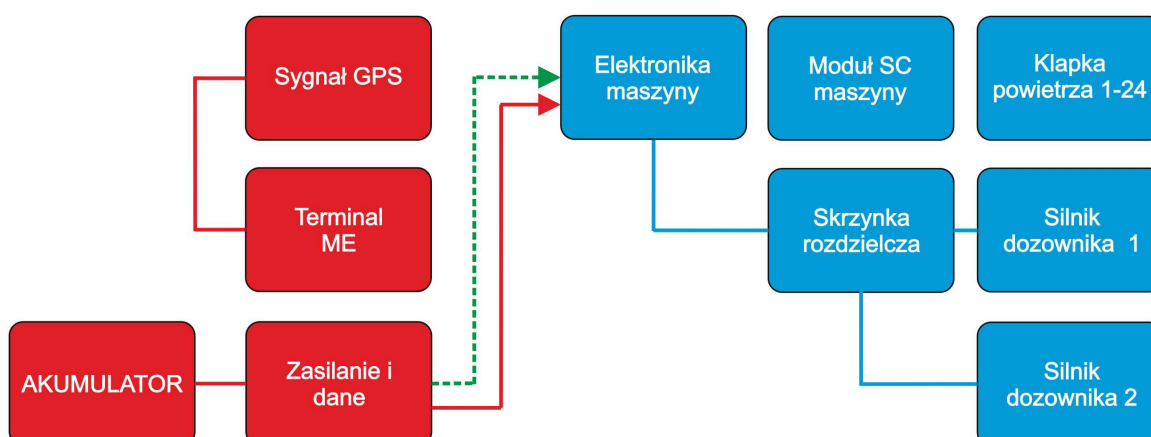 Sygnał GPS
Elektronika
maszyny
Moduł SC
maszyny
Klapka
powietrza 1-24
Terminal
ME
Skrzynka
rozdzielcza
Silnik
dozownika 1
AKUMULATOR
Zasilanie i
dane
Silnik
dozownika 2